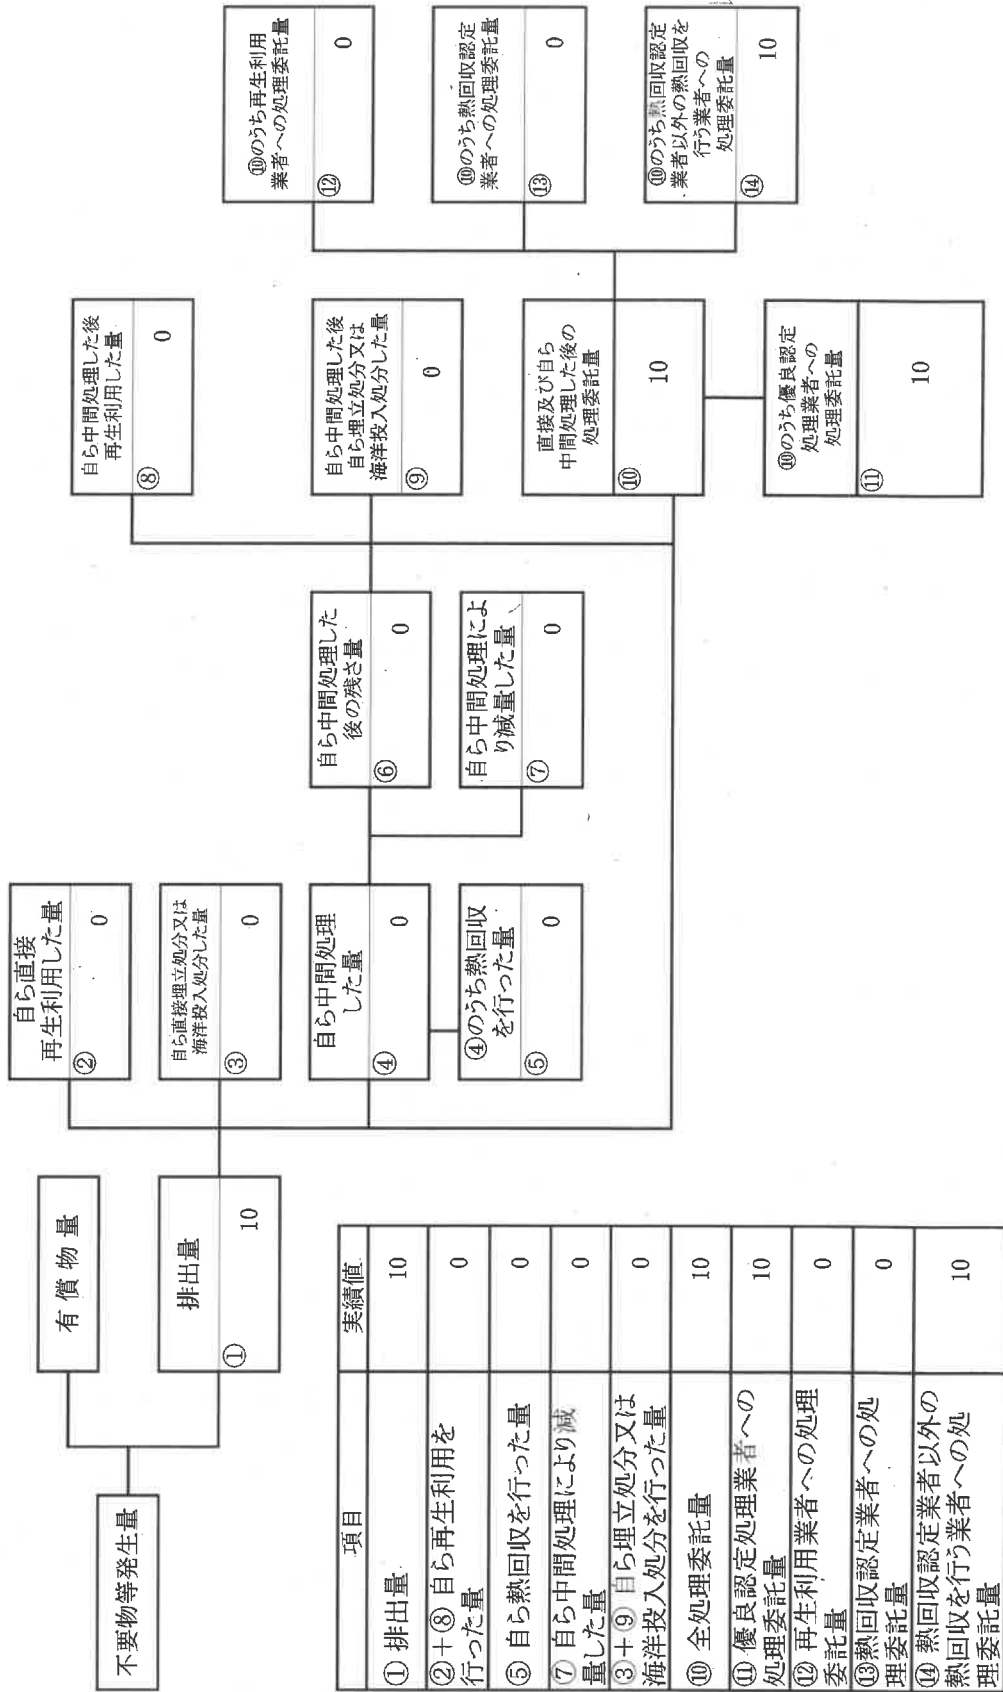 不要物等発生量
有償物量
排出量
①
10
自ら直接
再生利用した量
②
0
自ら直接埋立処分又は
海洋投入処分した量
③
0
自ら中間処理
した量
④
0
④のうち熱回収
を行った量
⑤
0
自ら中間処理した
後の残さ量
⑥
0
自ら中間処理によ
り減量した量
⑦
0
自ら中間処理した後
再生利用した量
⑧
0
自ら中間処理した後
自ら埋立処分又は
海洋投入処分した量
⑨
0
直接及び自ら
中間処理した後の
処理委託量
⑩
10
⑩のうち優良認定
処理業者への
処理委託量
⑪
10
⑩のうち再生利用
業者への処理委託量
⑫
0
⑩のうち熱回収認定
業者への処理委託量
⑬
0
⑩のうち熱回収認定
業者以外の熱回収を
行う業者への
処理委託量
⑭
10
項目 実績値
① 排出量 10
②+⑧ 自ら再生利用を
行った量 0
⑤ 自ら熱回収を行った量 0
⑦ 自ら中間処理により減
量した量 0
③+⑨ 自ら埋立処分又は
海洋投入処分を行った量 0
⑩ 全処理委託量 10
⑪ 優良認定処理業者への
処理委託量 10
⑫ 再生利用業者への処理
委託量 0
⑬熱回収認定業者への処
理委託量 0
⑭ 熱回収認定業者以外の
熱回収を行う業者への処
理委託量 10